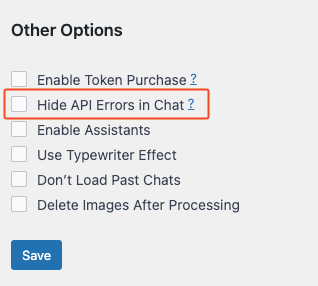 Other Options
Enable Token Purchase ?
Hide API Errors in Chat ?
Enable Assistants
Use Typewriter Effect
Don’t Load Past Chats
Delete Images After Processing
Save